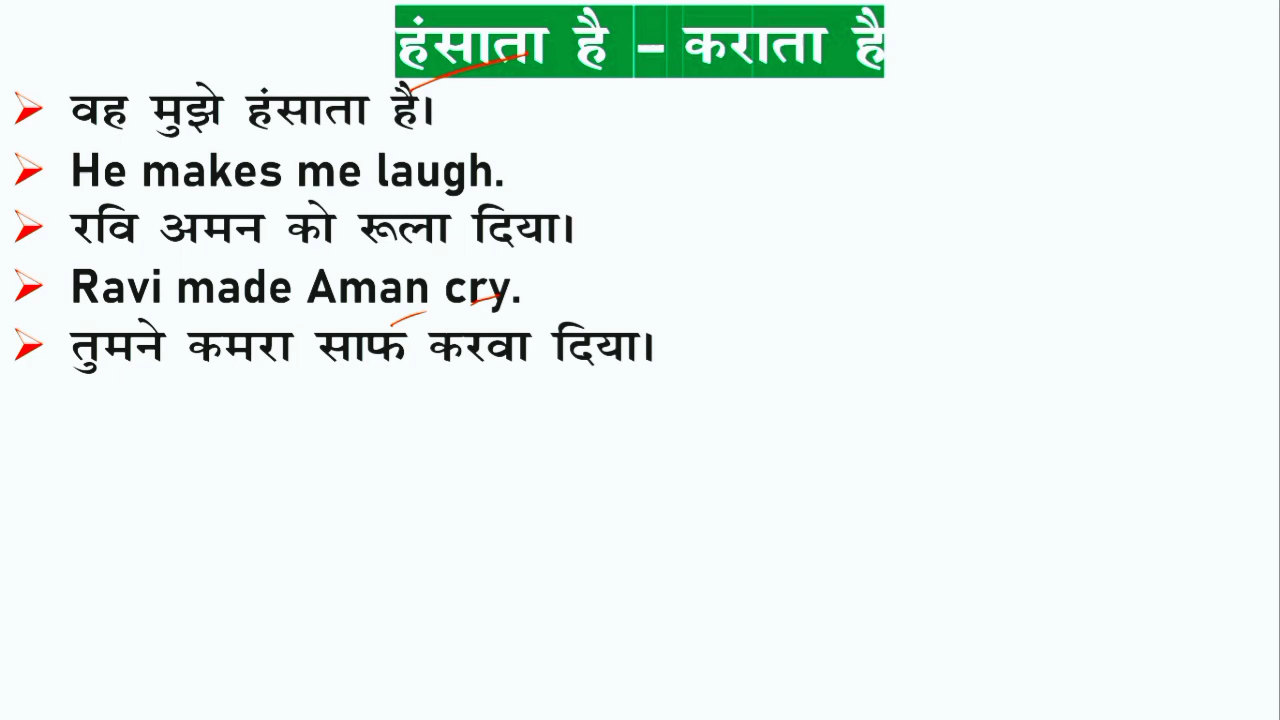 हंसाता है – कराता है
वह मुझे हंसाता है।
He makes me laugh.
रवि अमन को रूला दिया।
Ravi made Aman cry.
तुमने कमरा साफ करवा दिया।